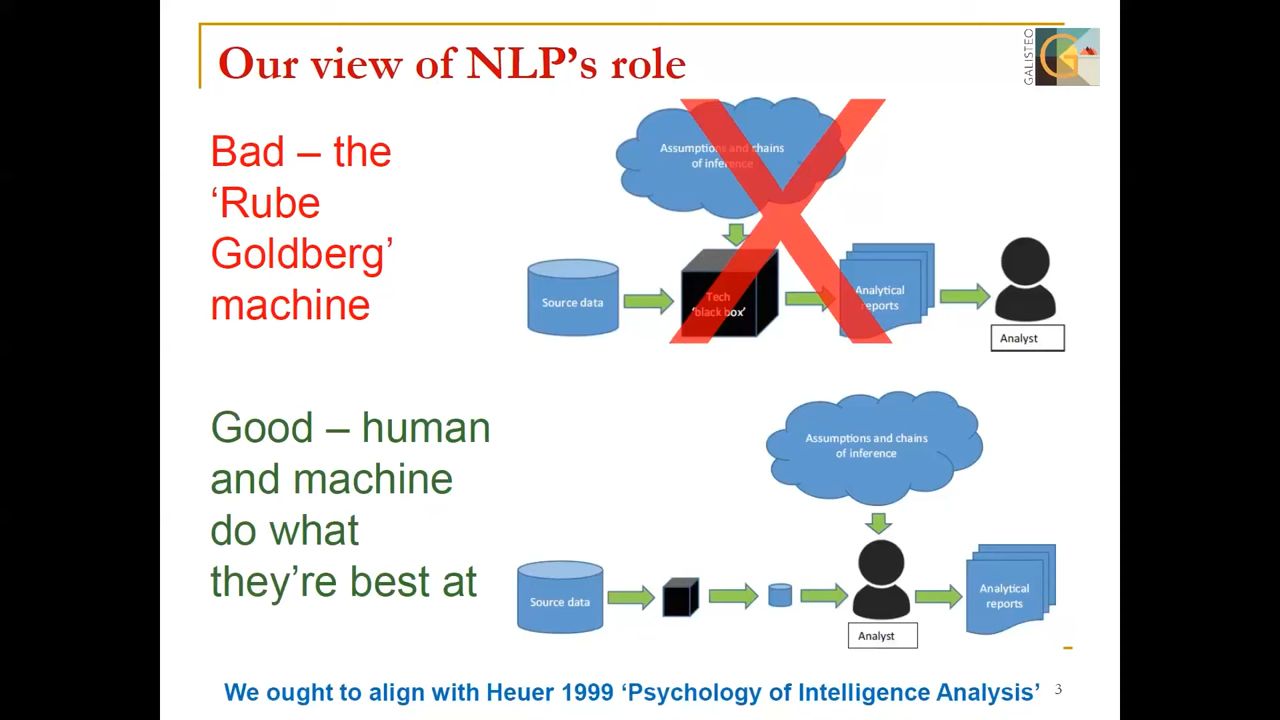 Our view of NLP’s role
GALISTEO
Bad – the
‘Rube
Goldberg’
machine
Assumptions and chains
of inference
Source data
Tech
‘black box’
Analytical
reports
Analyst
Good – human
and machine
do what
they’re best at
Assumptions and chains
of inference
Source data
Analyst
Analytical
reports
We ought to align with Heuer 1999 ‘Psychology of Intelligence Analysis’
3